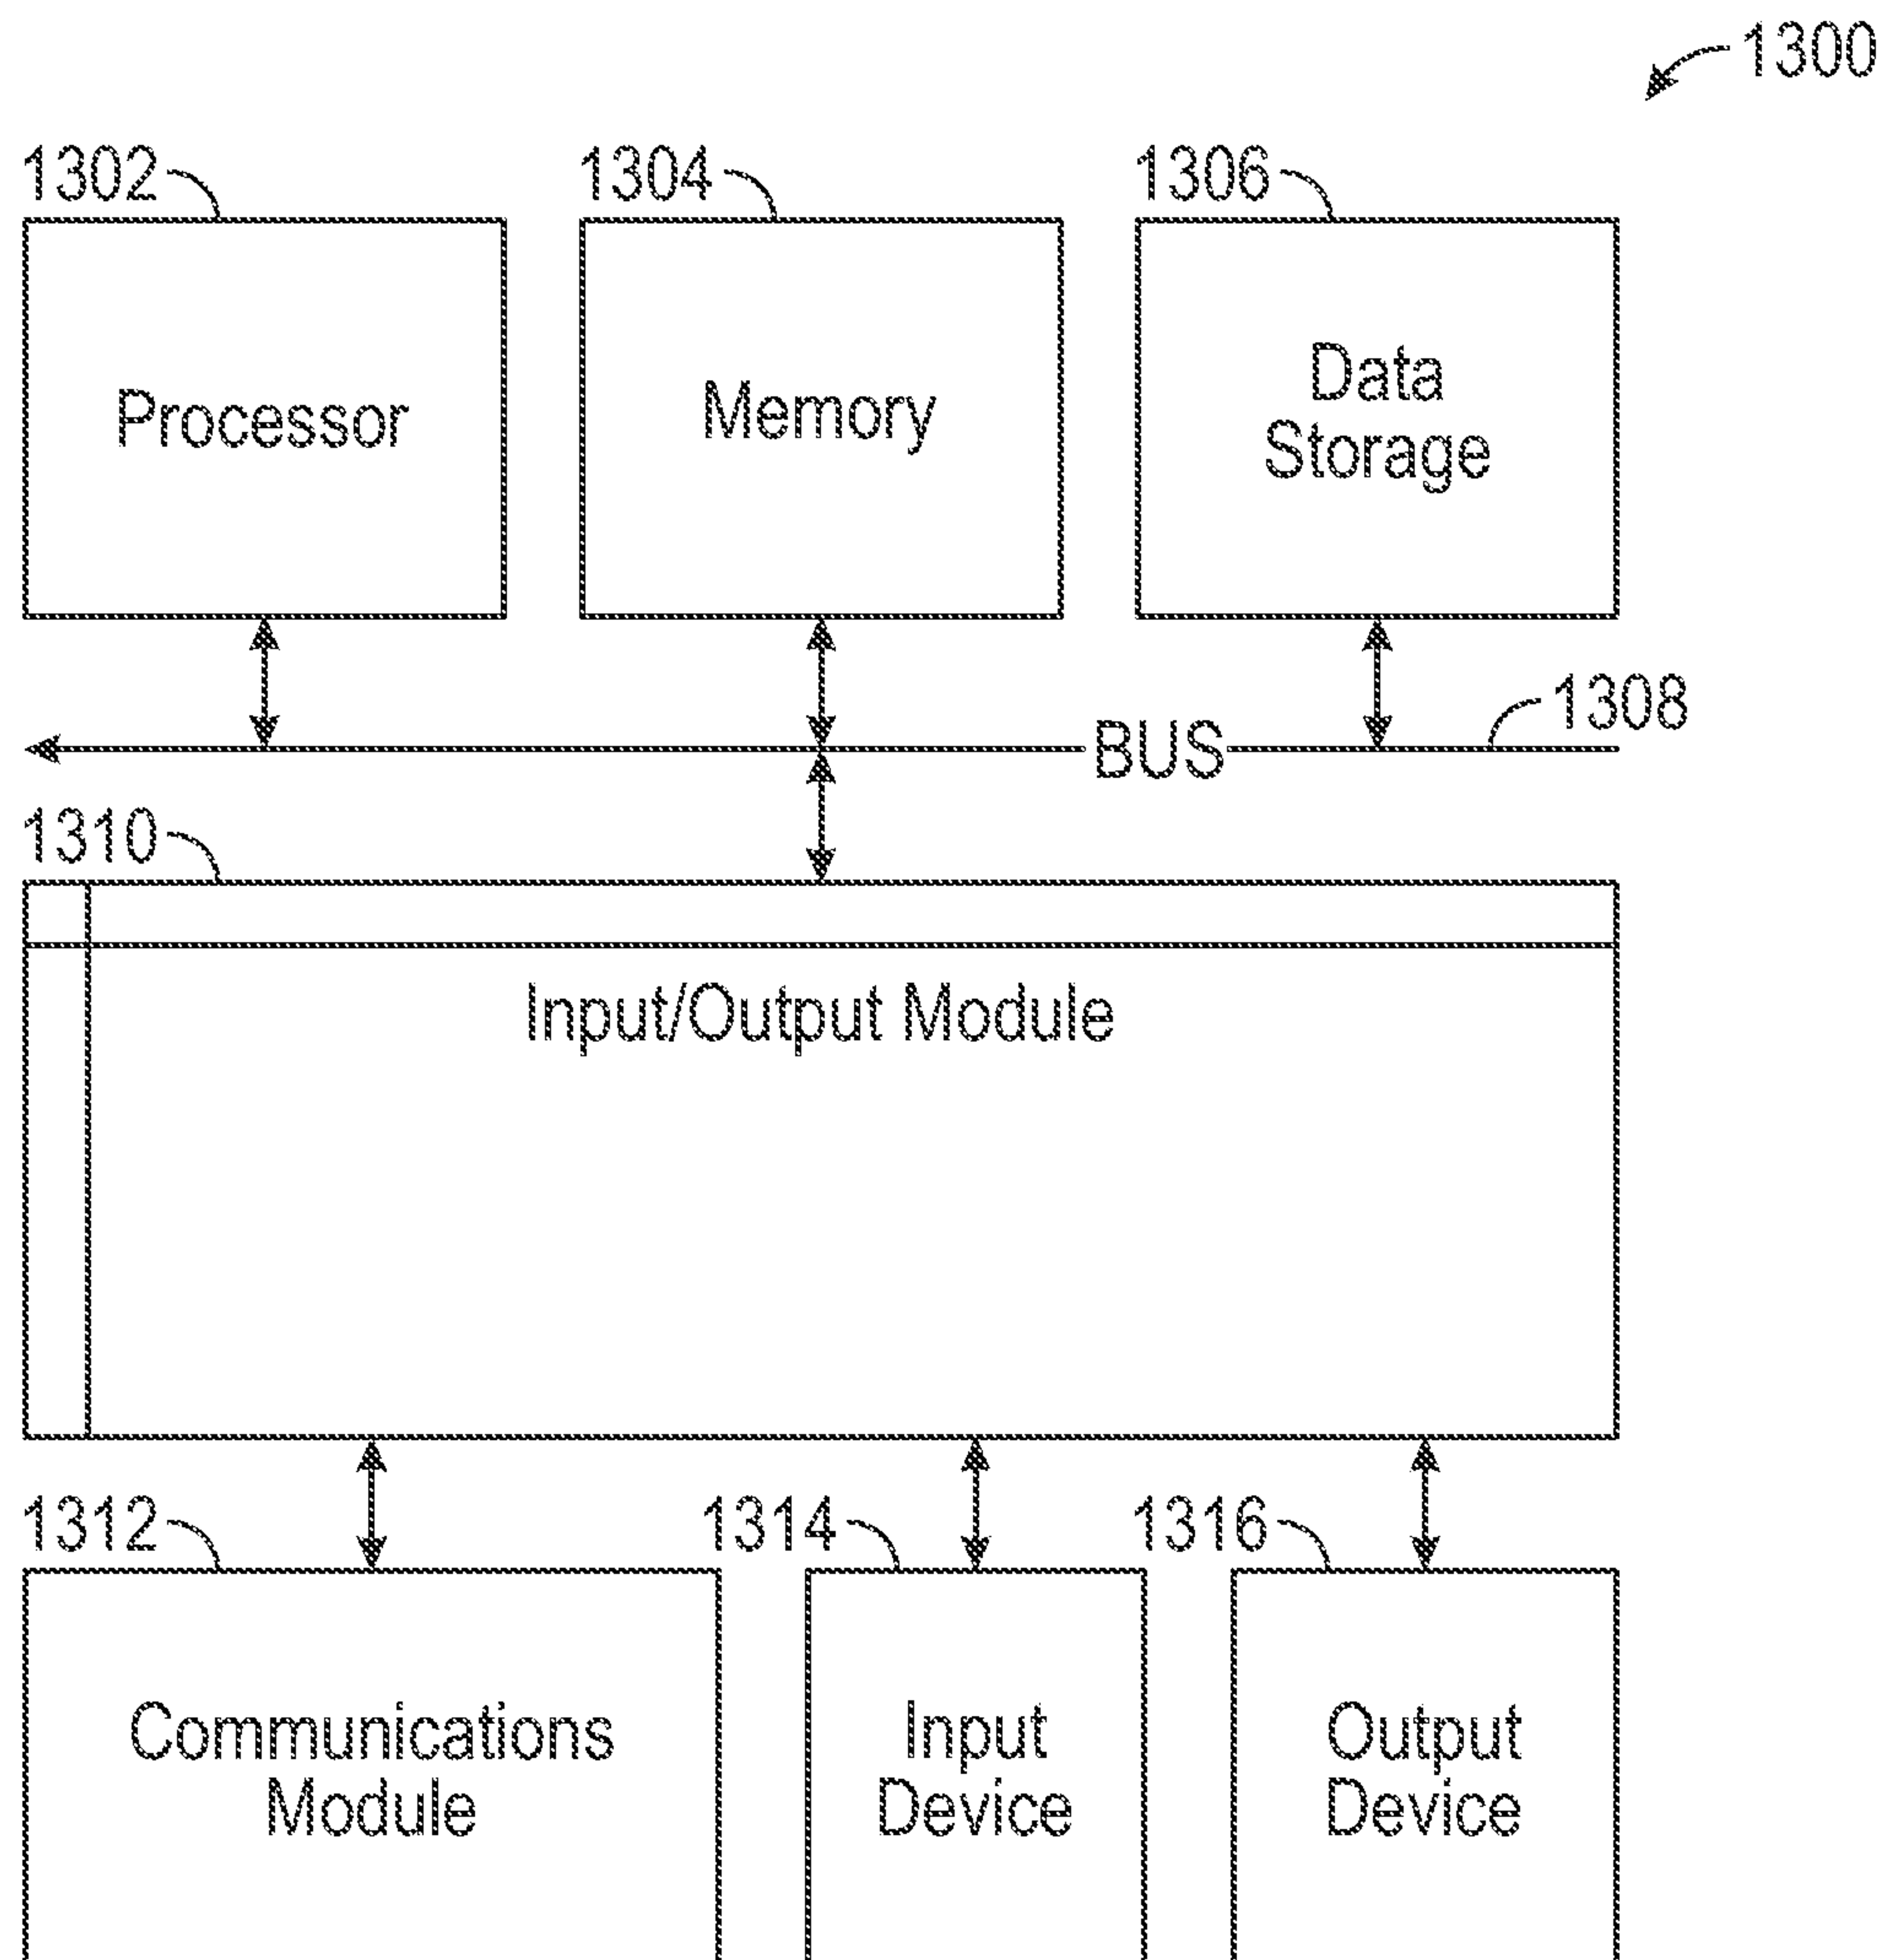 1300
1302
1304
1306
Processor
Memory
Data
Storage
1308
BUS
1310
Input/Output Module
1312
1314
1316
Communications
Module
Input
Device
Output
Device